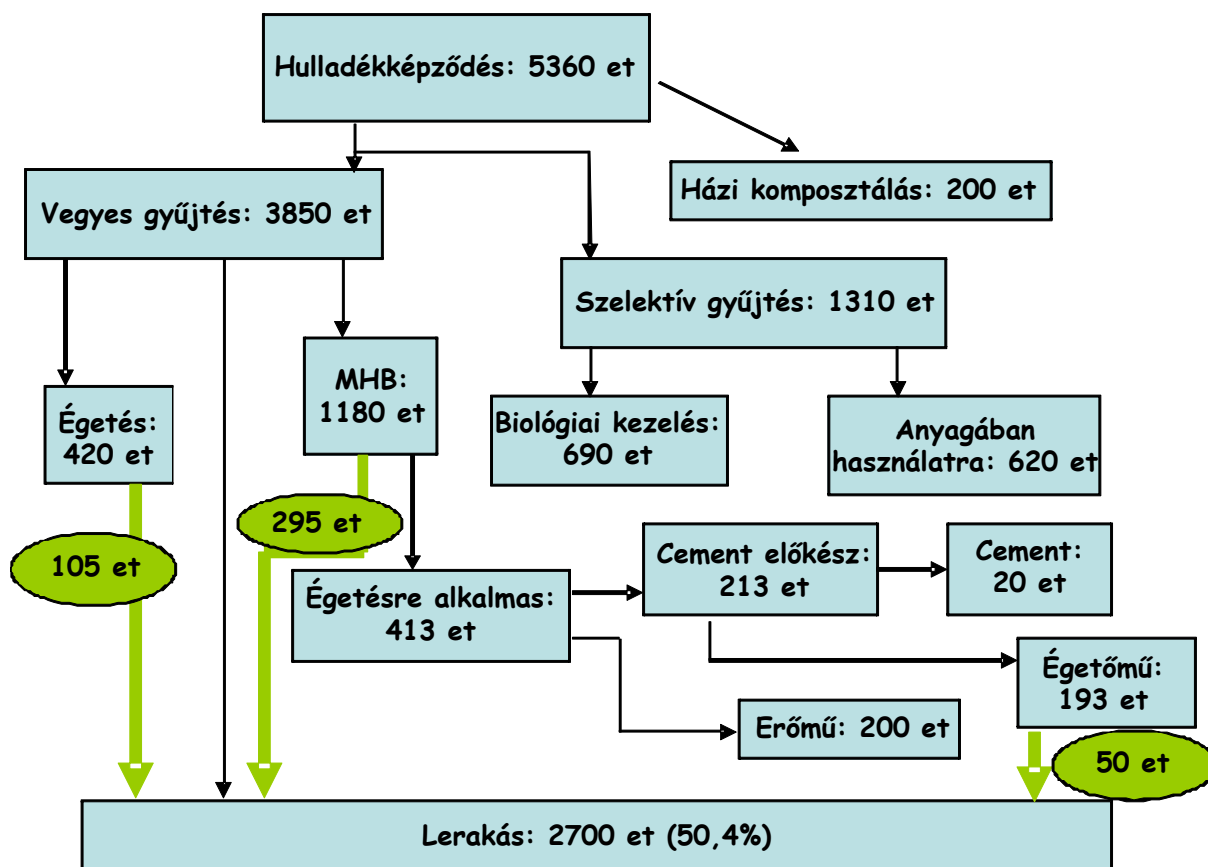 Hulladékképződés: 5360 et
Házi komposztálás: 200 et
Vegyes gyűjtés: 3850 et
Szelektív gyűjtés: 1310 et
MHB:
1180 et
Égetés:
420 et
Biológiai kezelés:
690 et
Anyagában
használatra: 620 et
295 et
105 et
Cement előkész:
213 et
Cement:
20 et
Égetésre alkalmas:
413 et
Égetőmű:
193 et
Erőmű: 200 et
50 et
Lerakás: 2700 et (50,4%)